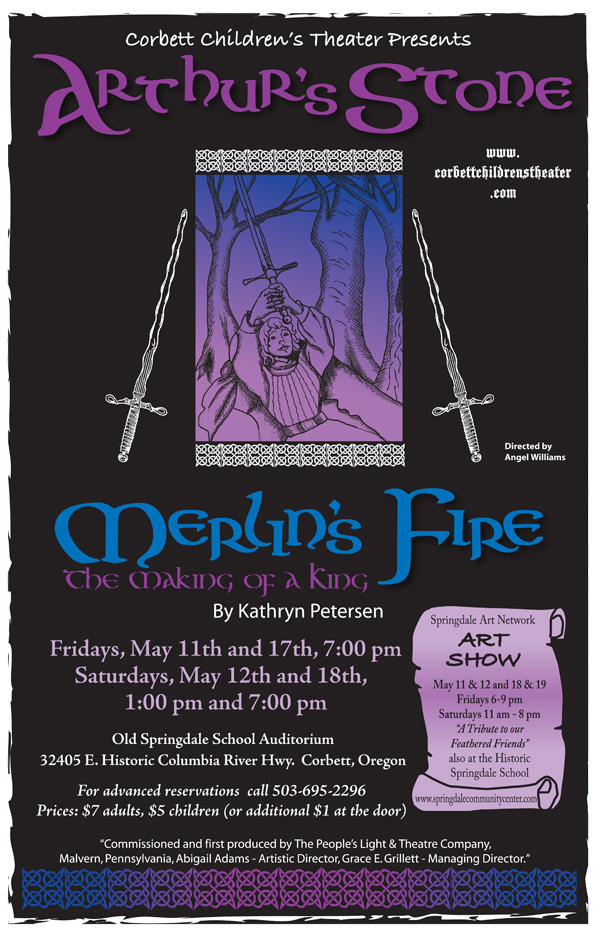 Corbett Children's Theater Presents
Arthur's Stone
www.
corbettchildrenstheater
.com
Directed by
Angel Williams
Merlin's Fire
The Making of a King
By Kathryn Petersen
Fridays, May 11th and 17th, 7:00 pm
Saturdays, May 12th and 18th,
1:00 pm and 7:00 pm
Old Springdale School Auditorium
32405 E. Historic Columbia River Hwy.  Corbett, Oregon
For advanced reservations  call 503-695-2296
Prices: $7 adults, $5 children (or additional $1 at the door)
Springdale Art Network
ART
SHOW
May 11 & 12 and 18 & 19
Fridays 6-9 pm
Saturdays 11 am - 8 pm
"A Tribute to our
Feathered Friends"
also at the Historic
Springdale School
www.springdalecommunitycenter.com
"Commissioned and first produced by The People's Light & Theatre Company,
Malvern, Pennsylvania, Abigail Adams - Artistic Director, Grace E. Grillett - Managing Director."